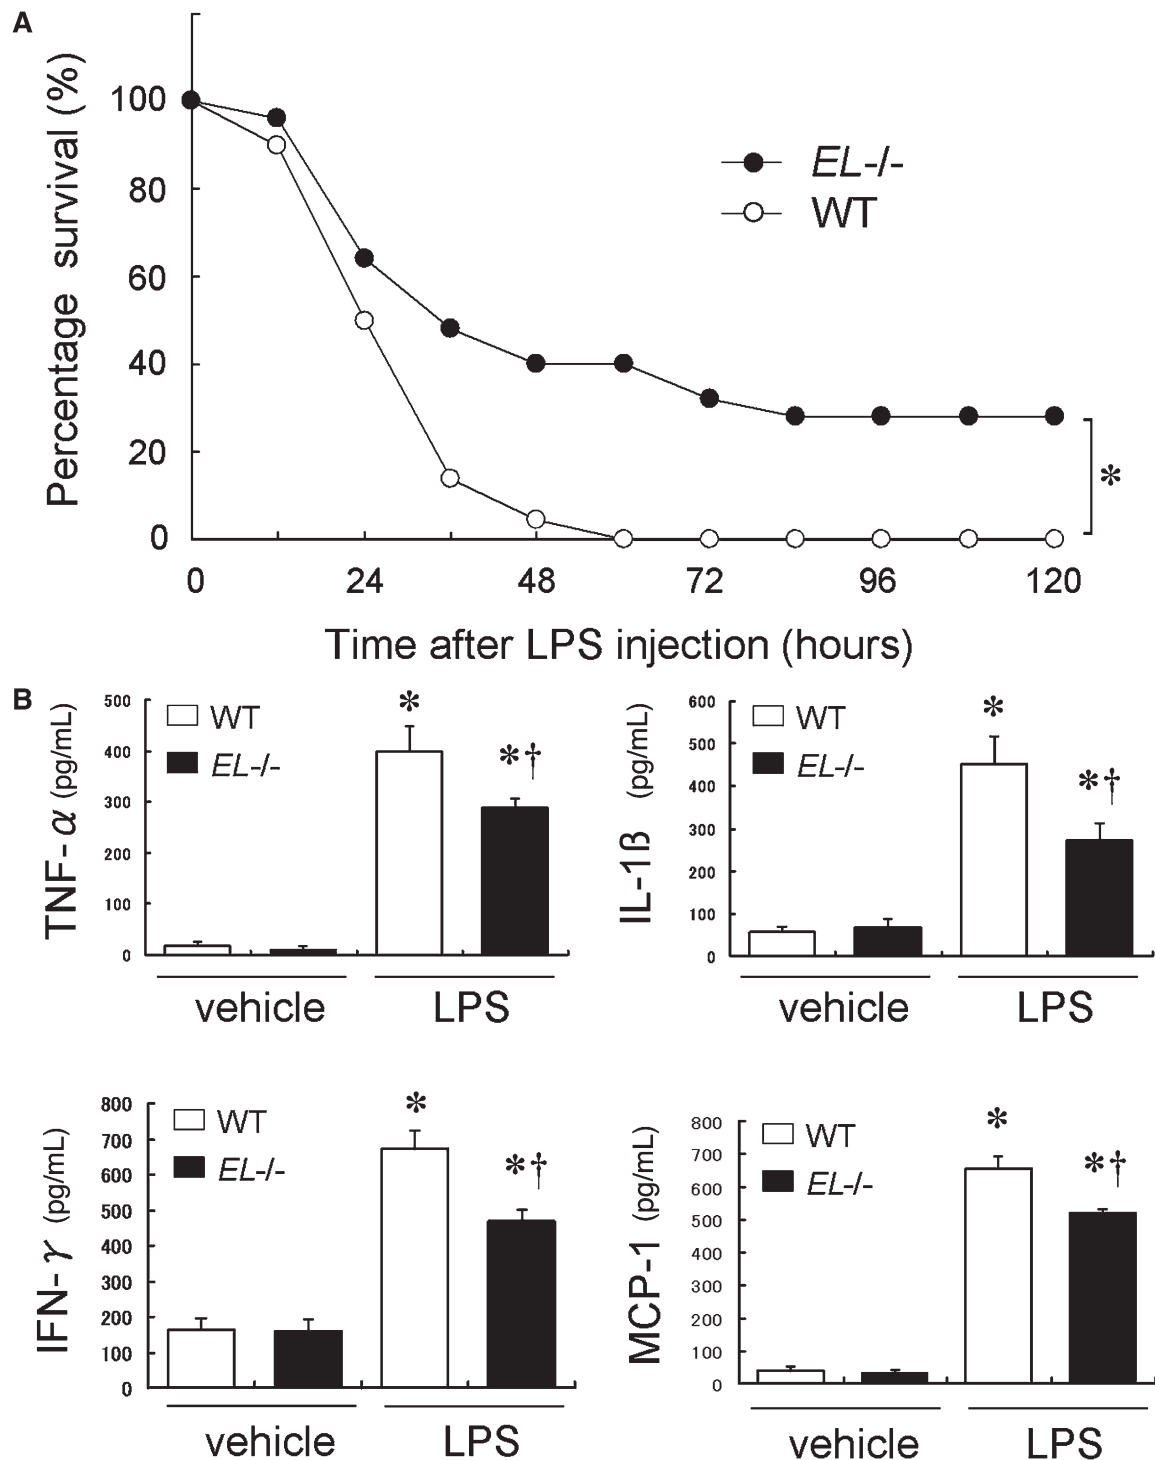 A
Percentage survival (%)
100
80
60
40
20
0
EL-/-
WT
*
0 24 48 72 96 120
Time after LPS injection (hours)
B
TNF-α (pg/mL)
500
400
300
200
100
0
WT
EL-/-
*
*†
vehicle LPS
IL-1ß (pg/mL)
600
500
400
300
200
100
0
WT
EL-/-
*
*†
vehicle LPS
IFN-γ (pg/mL)
800
700
600
500
400
300
200
100
0
WT
EL-/-
*
*†
vehicle LPS
MCP-1 (pg/mL)
800
700
600
500
400
300
200
100
0
WT
EL-/-
*
*†
vehicle LPS